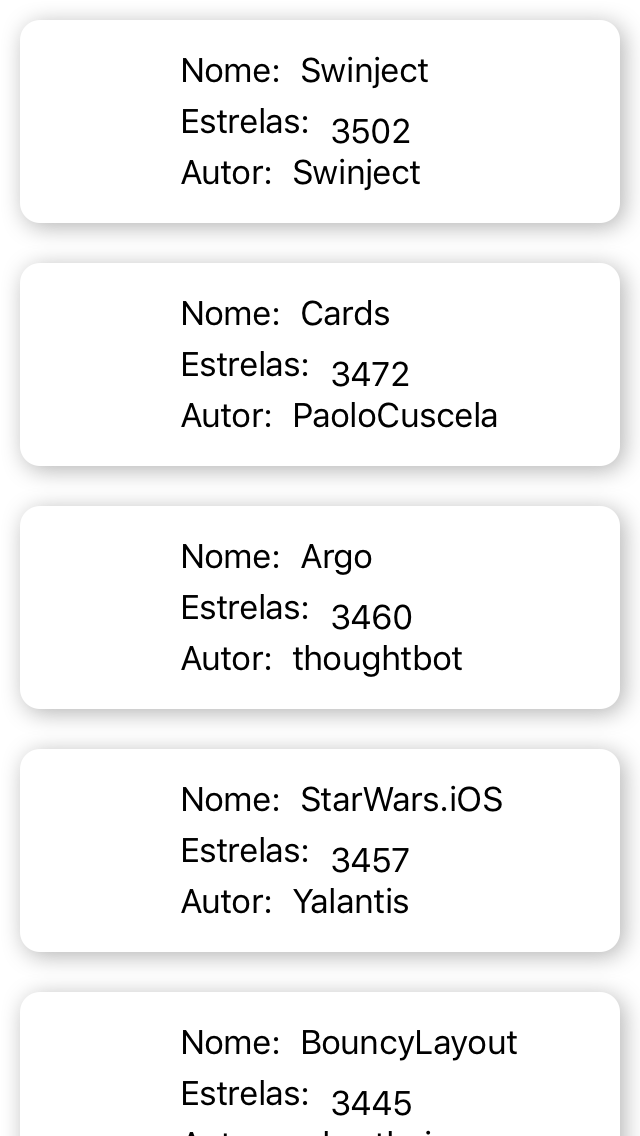 Nome: Swinject
Estrelas: 3502
Autor: Swinject
Nome: Cards
Estrelas: 3472
Autor: PaoloCuscela
Nome: Argo
Estrelas: 3460
Autor: thoughtbot
Nome: StarWars.iOS
Estrelas: 3457
Autor: Yalantis
Nome: BouncyLayout
Estrelas: 3445